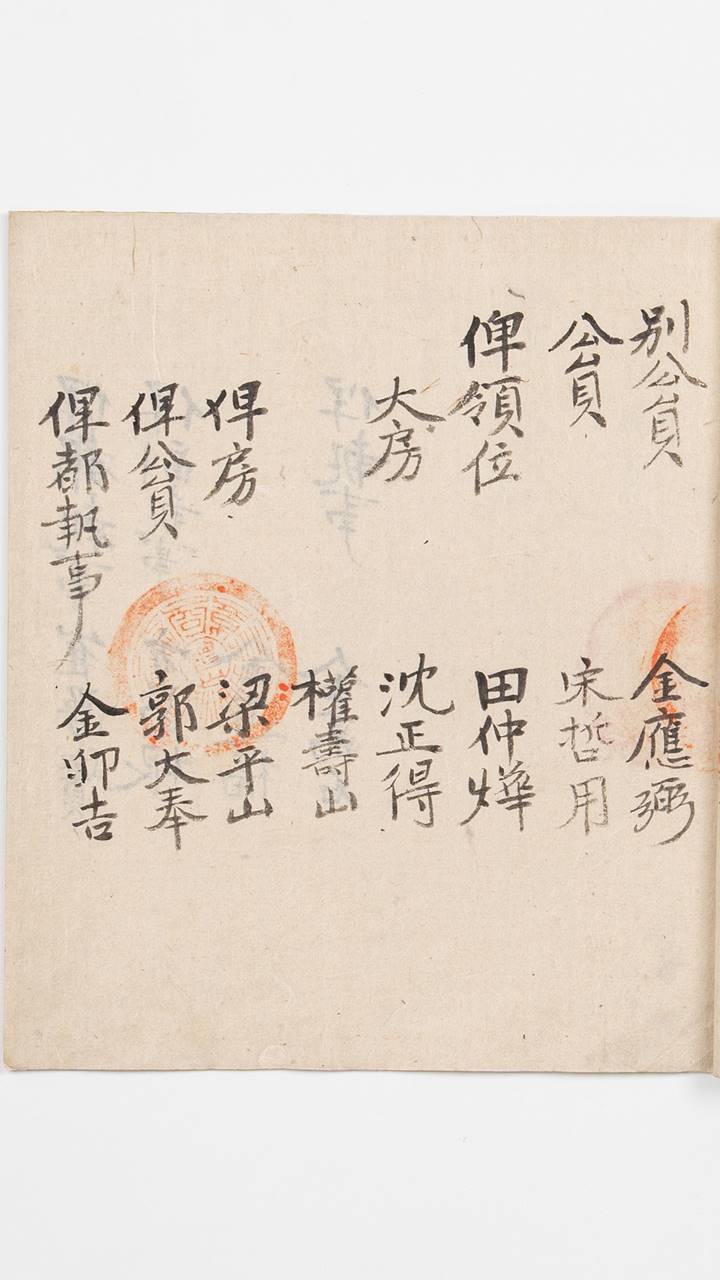 別公員 金應弼
公員 宋哲用
俾領位 田仲燁
大房 沈正得
權壽山
俾房 梁平山
俾公員 郭大奉
俾都執事 金卯吉